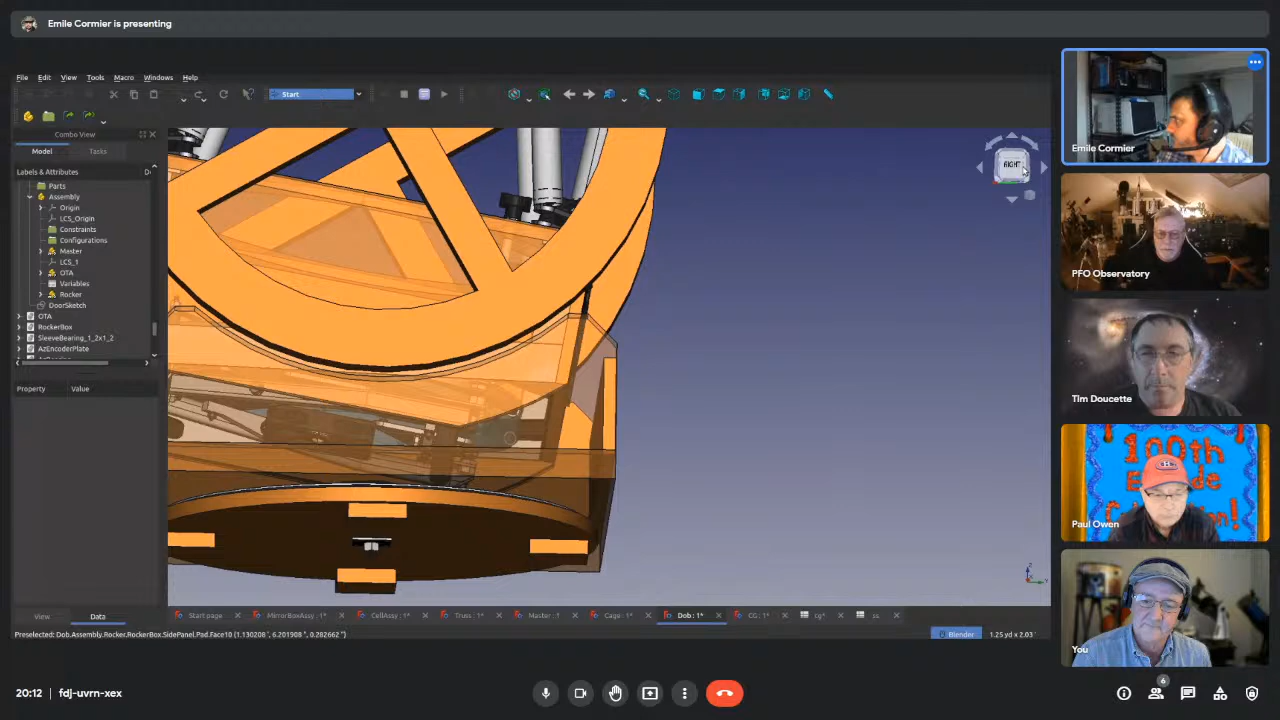 Emile Cormier is presenting
File Edit View Tools Macro Windows Help
Start
Combo View
Model Tasks
Labels & Attributes
Parts
Assembly
Origin
LCS_Origin
Constraints
Configurations
Master
LCS_1
OTA
Variables
Rocker
DoorSketch
OTA
RockerBox
SleeveBearing_1_2x1_2
AzEncoderPlate
Property Value
View Data
RIGHT
Start page MirrorBoxAssy : 1* CellAssy : 1* Truss : 1* Master : 1 Cage : 1* Dob : 1* CG : 1* cg* ss
Preselected: Dob.Assembly.Rocker.RockerBox.SidePanel.Pad.Face10 (1.130208 ", 6.201908 ", 0.282662 ")
Blender
1.25 yd x 2.03 '
Emile Cormier
PFO Observatory
Tim Doucette
100th
Paul Owen
You
20:12 | fdj-uvrn-xex
6